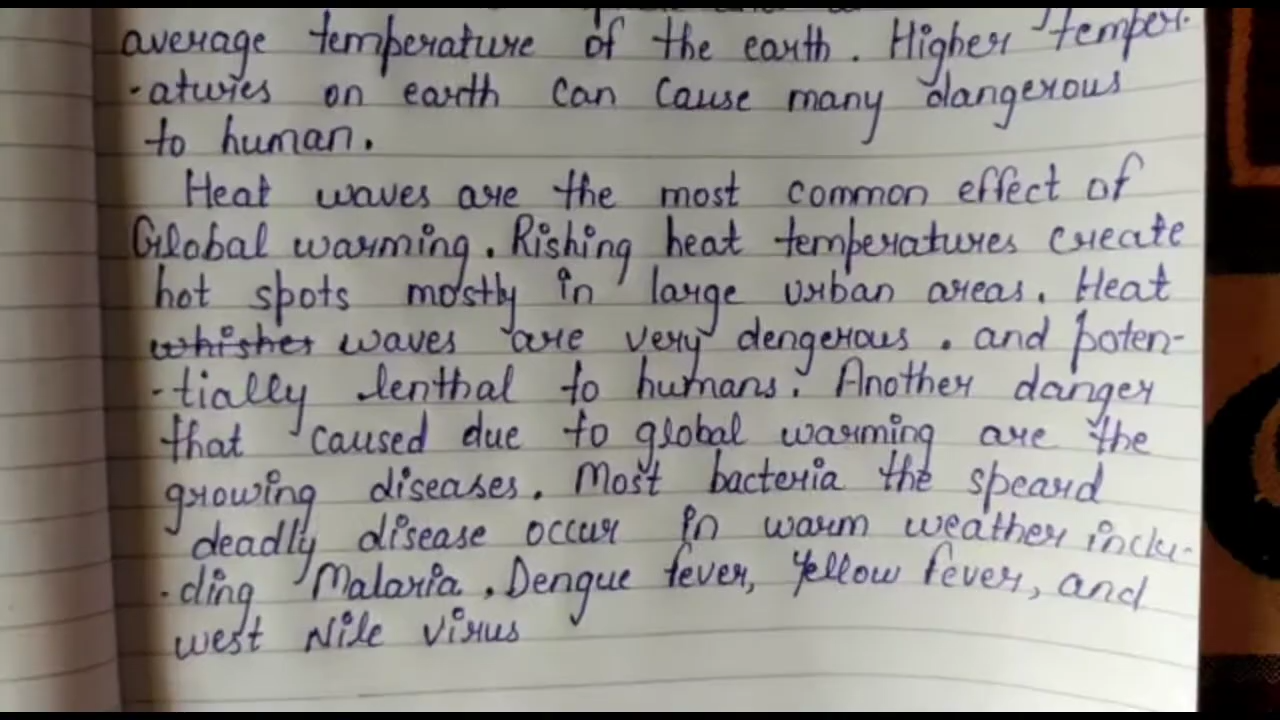 average temperature of the earth. Higher temper-
-aturies on earth can cause many dangerous
to human.
Heat waves are the most common effect of
Global warming. Rishing heat temperatures create
hot spots mostly in large urban areas. Heat
whisher waves are very dengerous. and poten-
-tially lenthal to humans. Another danger
that caused due to global warming are the
growing diseases. Most bacteria the speard
deadly disease occur in warm weather inclu-
-ding Malaria, Dengue fever, Yellow fever, and
west Nile virus